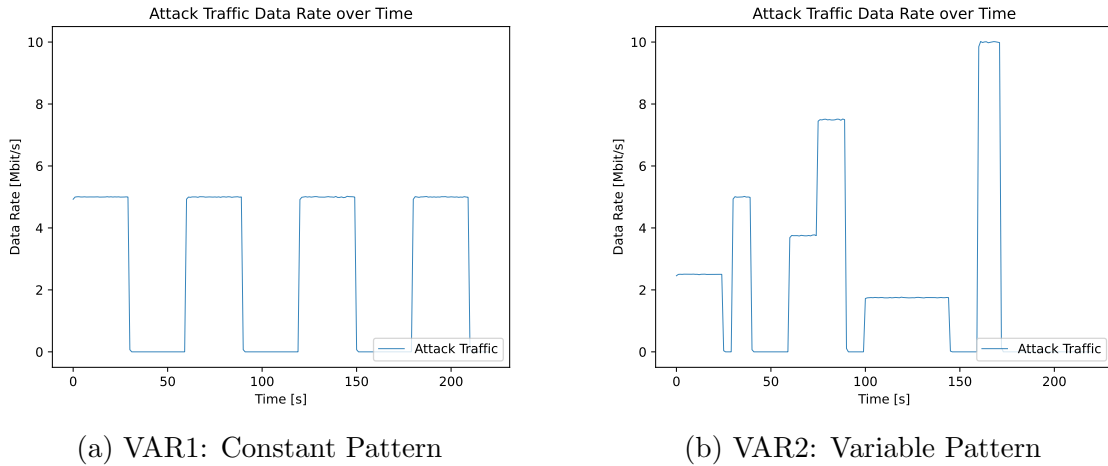 Attack Traffic Data Rate over Time
Data Rate [Mbit/s]
10
8
6
4
2
0
0 50 100 150 200
Time [s]
Attack Traffic
(a) VAR1: Constant Pattern
Attack Traffic Data Rate over Time
Data Rate [Mbit/s]
10
8
6
4
2
0
0 50 100 150 200
Time [s]
Attack Traffic
(b) VAR2: Variable Pattern